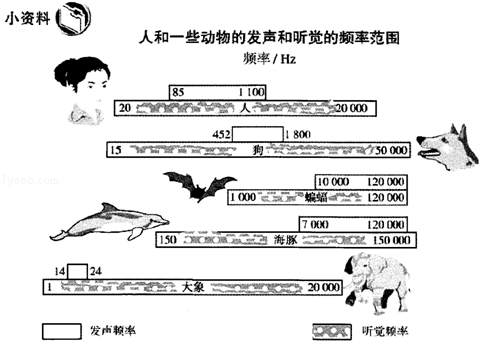 小资料
人和一些动物的发声和听觉的频率范围
频率/Hz
85 1 100
20 人 20 000
452 1 800
15 狗 50 000
10 000 120 000
1 000 蝙蝠 120 000
7 000 120 000
150 海豚 150 000
14 24
1 大象 20 000
发声频率 听觉频率